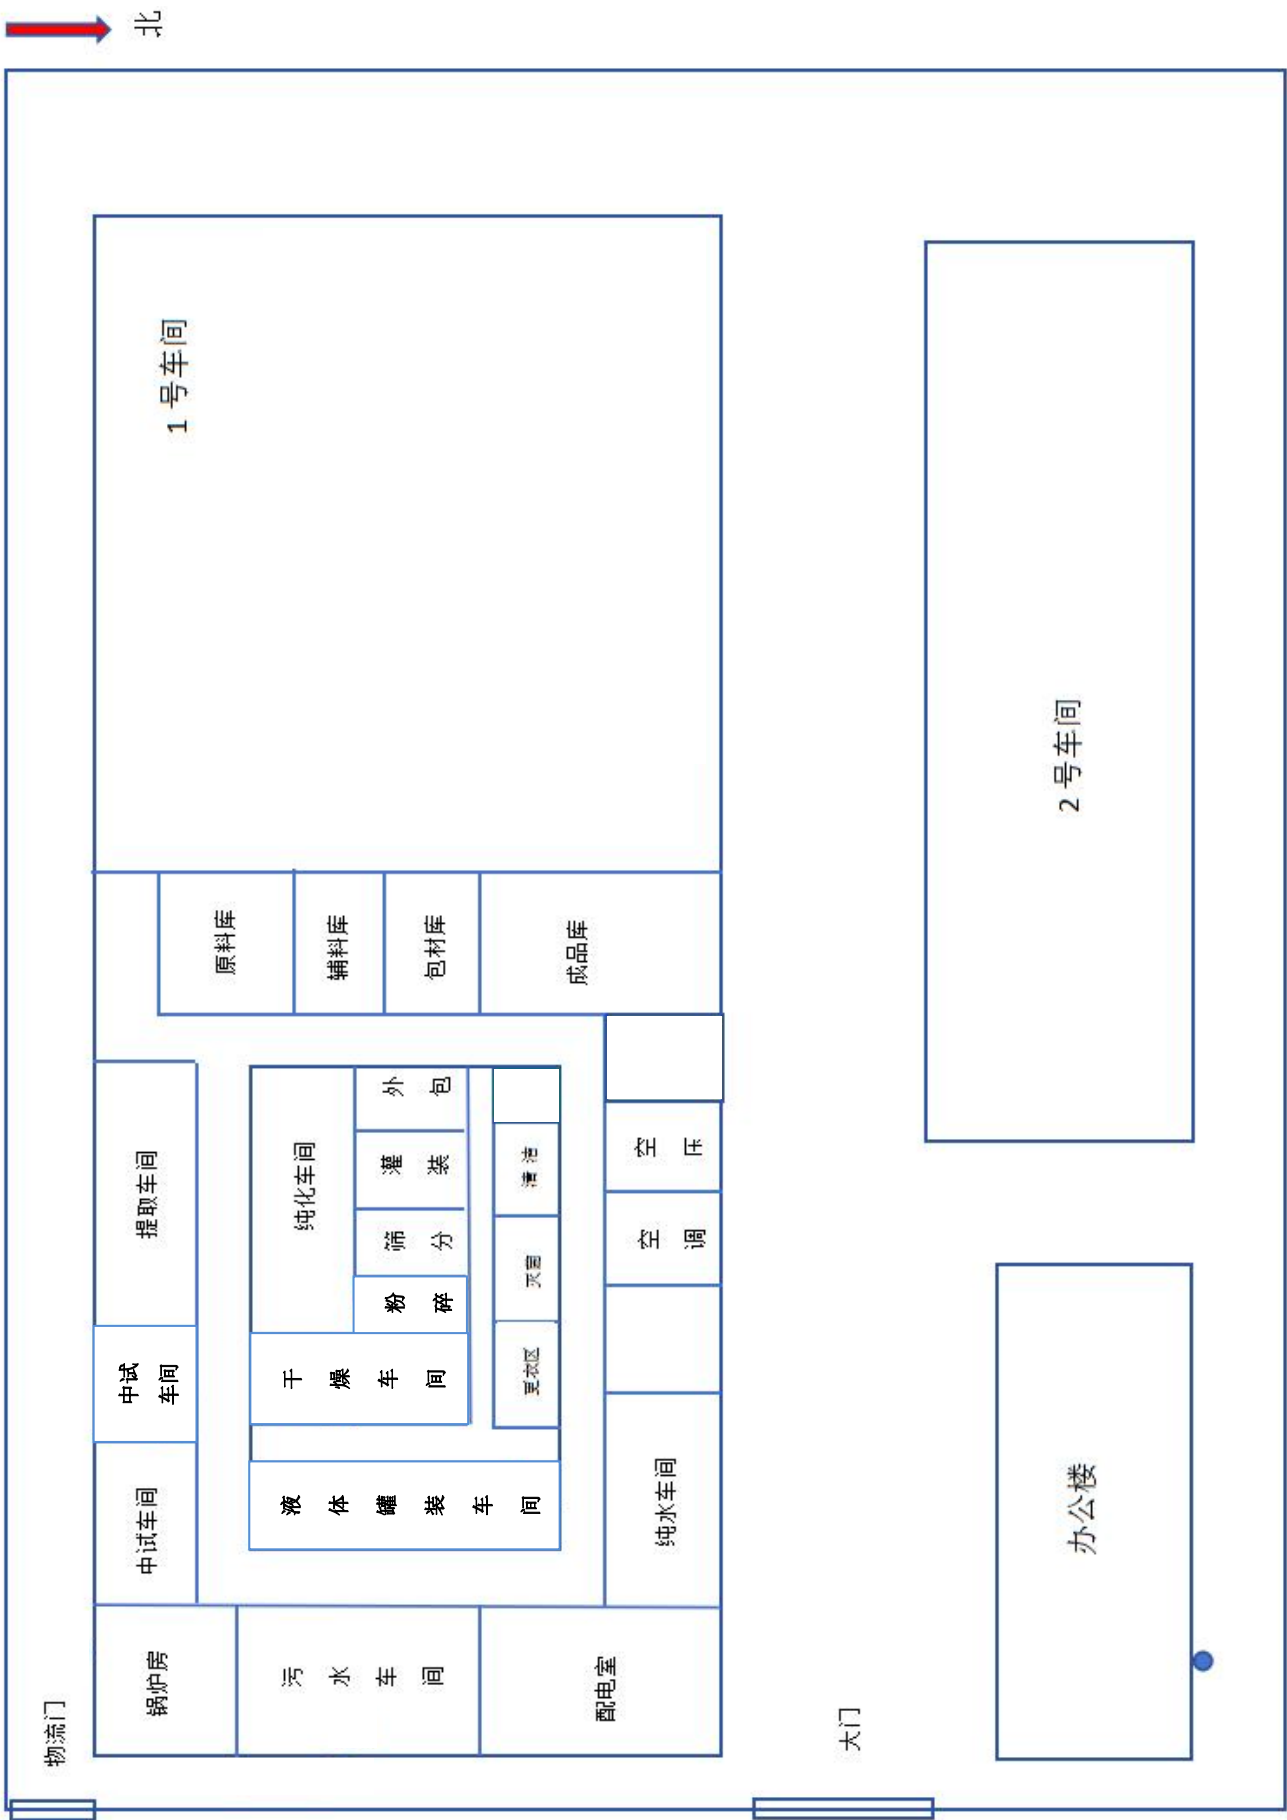 北
1 号车间
2 号车间
原料库
辅料库
包材库
成品库
提取车间
中试
车间
中试车间
纯化车间
外包
灌装
筛分
粉碎
干燥车间
液体罐装车间
清洁
灭菌
更衣区
空压
空调
纯水车间
锅炉房
污水车间
配电室
办公楼
物流门
大门